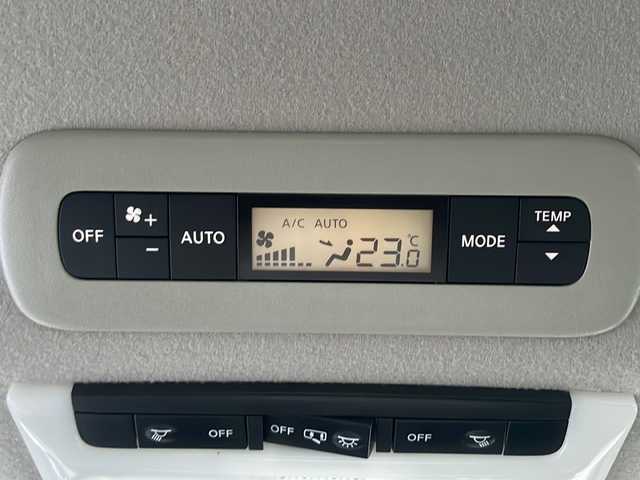 OFF
+
−
AUTO
A/C AUTO
23.0 °C
MODE
TEMP
OFF
OFF
OFF